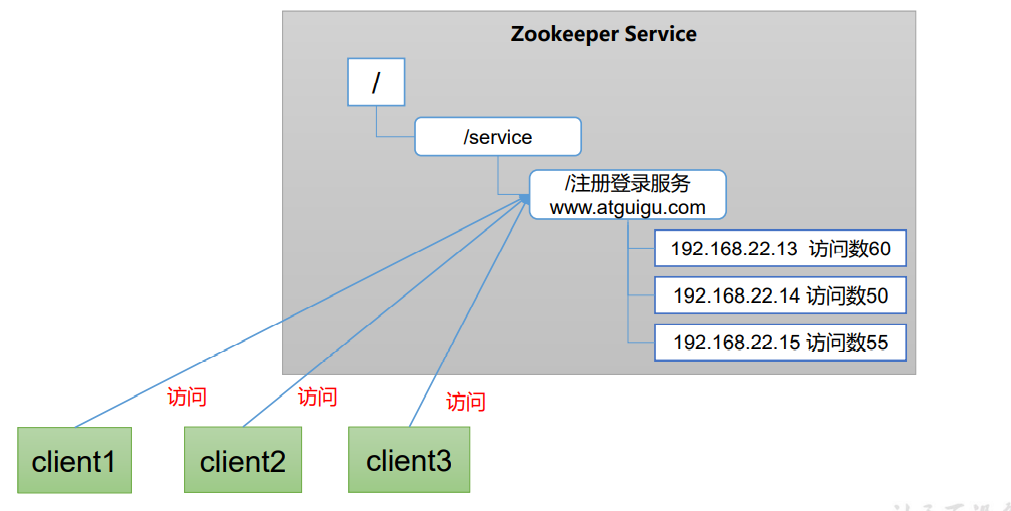 Zookeeper Service
/
/service
/注册登录服务
www.atguigu.com
192.168.22.13 访问数60
192.168.22.14 访问数50
192.168.22.15 访问数55
访问
访问
访问
client1
client2
client3